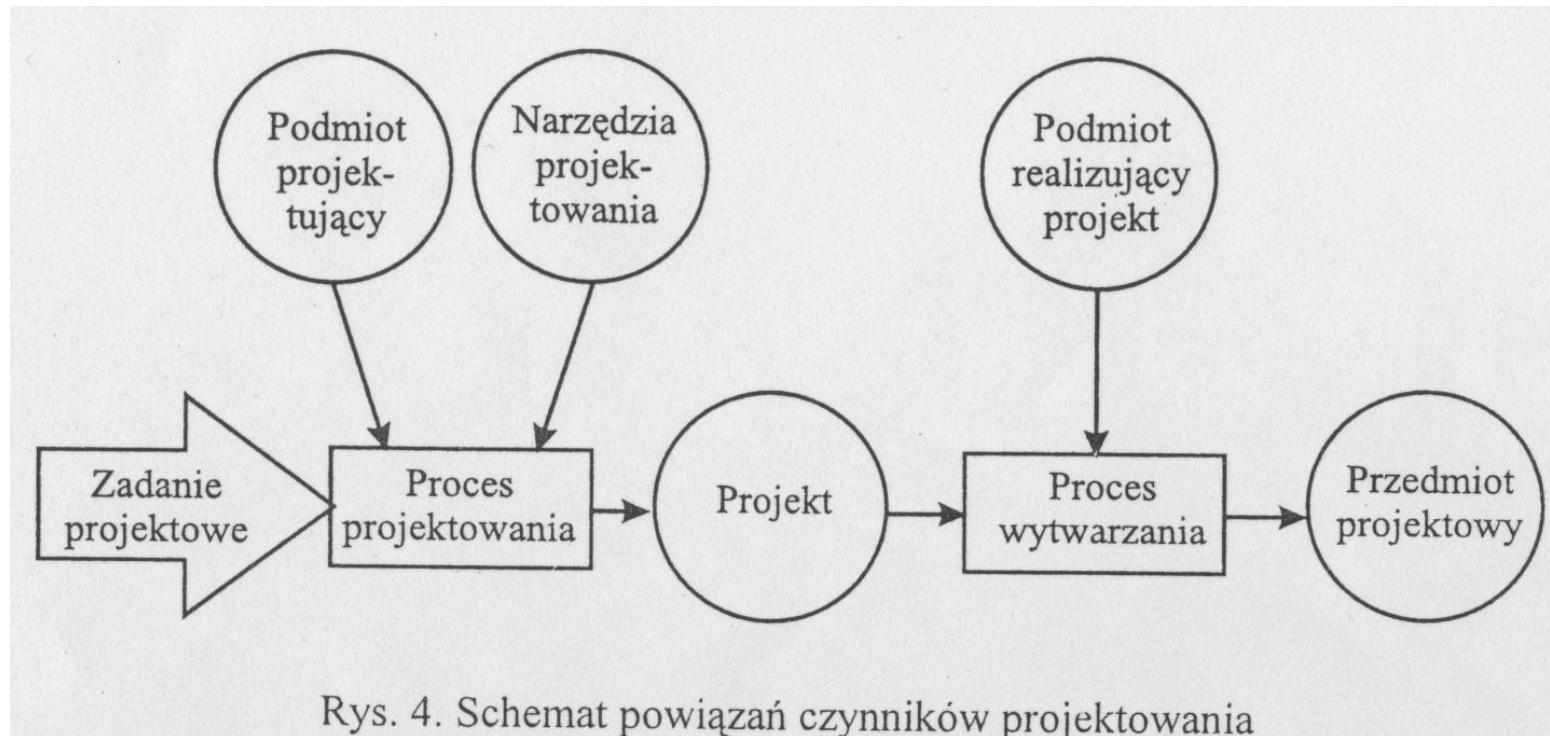 Podmiot
projek-
tujący
Narzędzia
projek-
towania
Podmiot
realizujący
projekt
Zadanie
projektowe
Proces
projektowania
Projekt
Proces
wytwarzania
Przedmiot
projektowy
Rys. 4. Schemat powiązań czynników projektowania